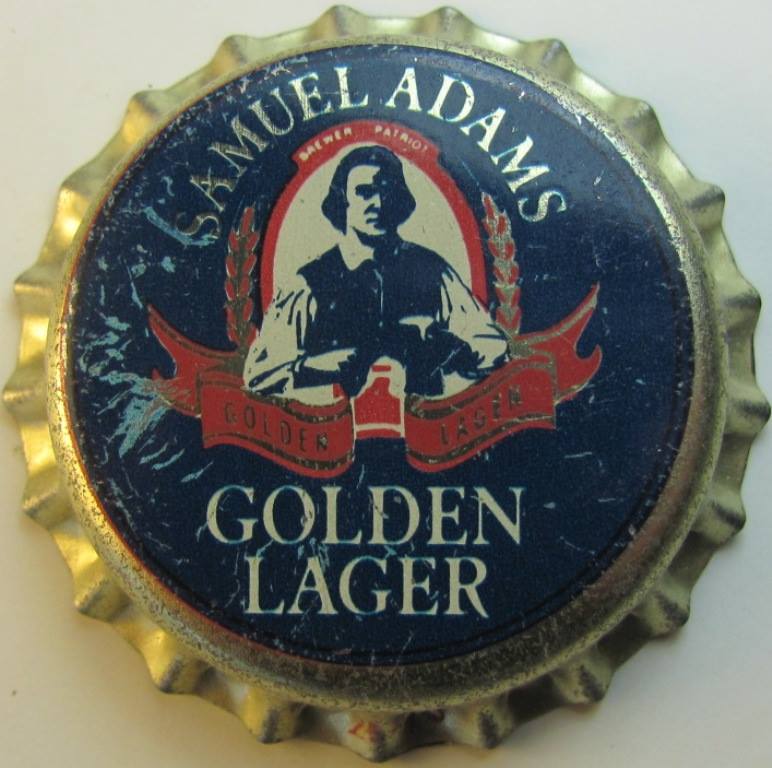 SAMUEL ADAMS
BREWER PATRIOT
GOLDEN LAGER
GOLDEN
LAGER